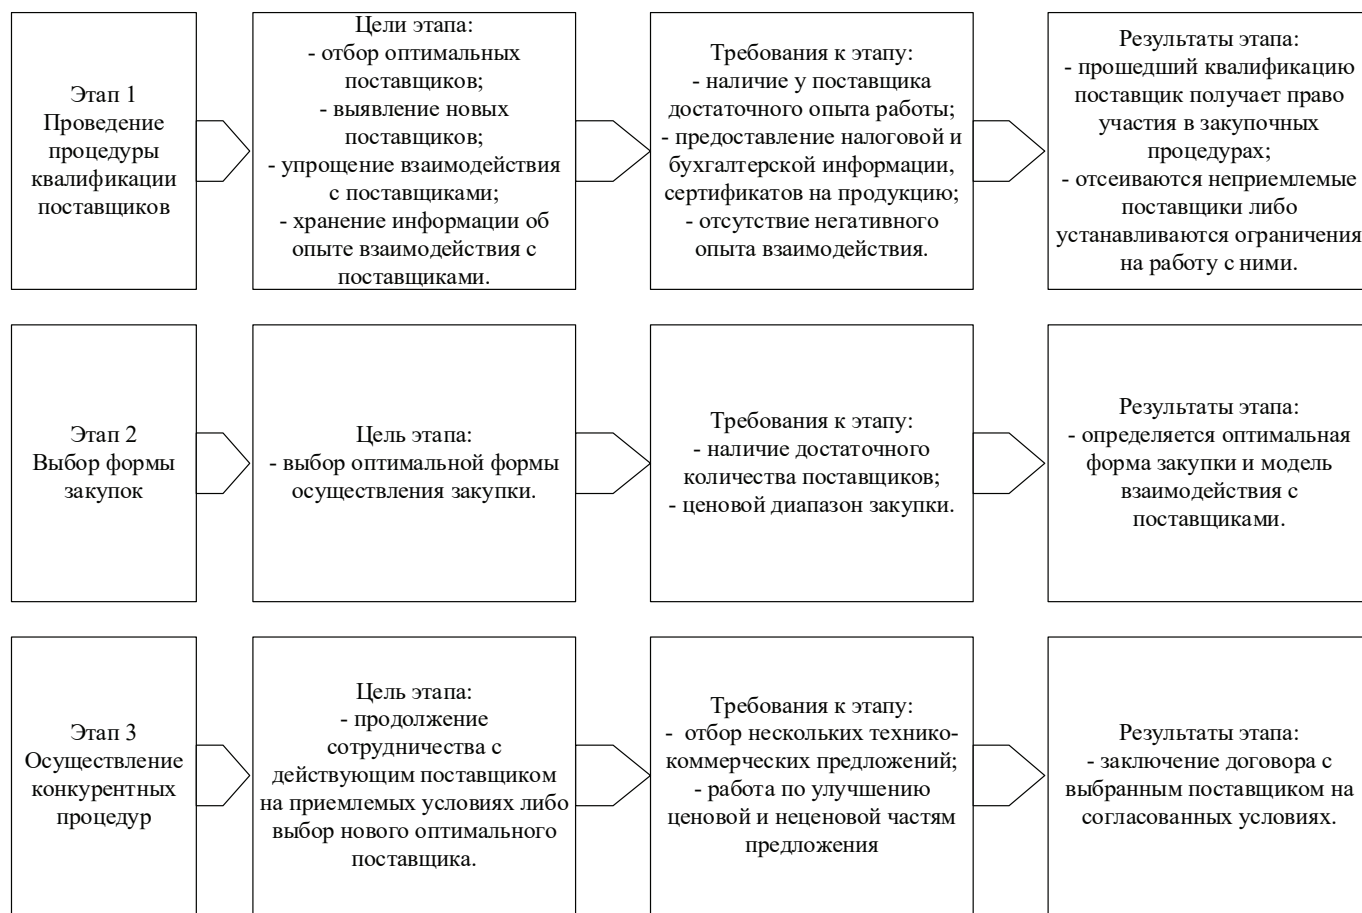 Этап 1
Проведение
процедуры
квалификации
поставщиков
Цели этапа:
- отбор оптимальных
поставщиков;
- выявление новых
поставщиков;
- упрощение взаимодействия
с поставщиками;
- хранение информации об
опыте взаимодействия с
поставщиками.
Требования к этапу:
- наличие у поставщика
достаточного опыта работы;
- предоставление налоговой и
бухгалтерской информации,
сертификатов на продукцию;
- отсутствие негативного
опыта взаимодействия.
Результаты этапа:
- прошедший квалификацию
поставщик получает право
участия в закупочных
процедурах;
- отсеиваются неприемлемые
поставщики либо
устанавливаются ограничения
на работу с ними.
Этап 2
Выбор формы
закупок
Цель этапа:
- выбор оптимальной формы
осуществления закупки.
Требования к этапу:
- наличие достаточного
количества поставщиков;
- ценовой диапазон закупки.
Результаты этапа:
- определяется оптимальная
форма закупки и модель
взаимодействия с
поставщиками.
Этап 3
Осуществление
конкурентных
процедур
Цель этапа:
- продолжение
сотрудничества с
действующим поставщиком
на приемлемых условиях либо
выбор нового оптимального
поставщика.
Требования к этапу:
- отбор нескольких технико-
коммерческих предложений;
- работа по улучшению
ценовой и неценовой частям
предложения
Результаты этапа:
- заключение договора с
выбранным поставщиком на
согласованных условиях.